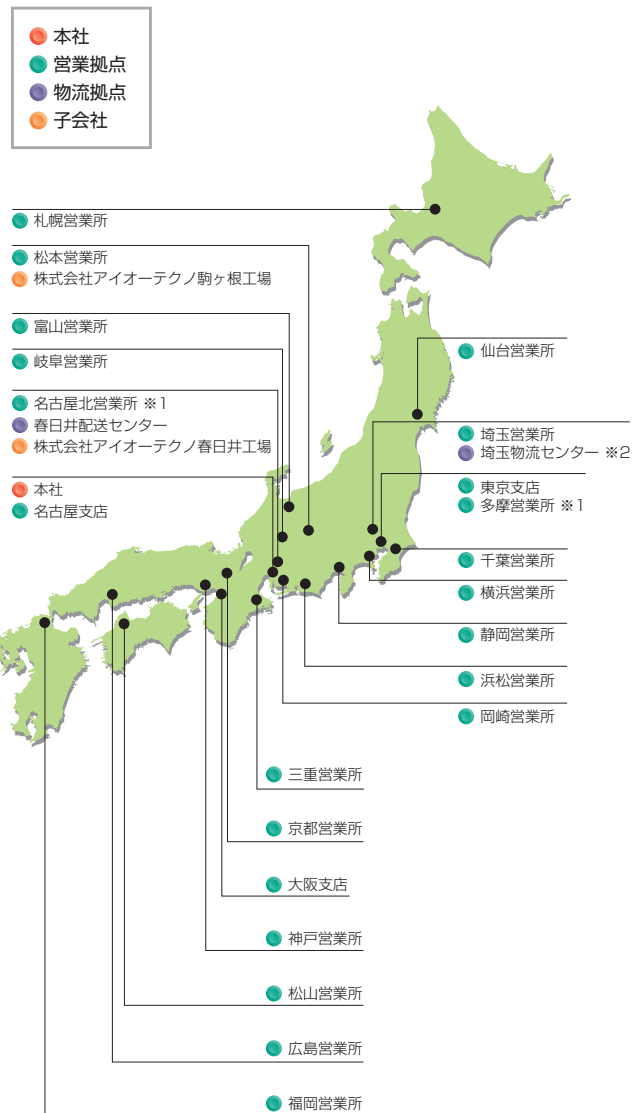 本社
営業拠点
物流拠点
子会社
札幌営業所
松本営業所
株式会社アイオーテクノ駒ヶ根工場
富山営業所
岐阜営業所
名古屋北営業所 ※1
春日井配送センター
株式会社アイオーテクノ春日井工場
本社
名古屋支店
仙台営業所
埼玉営業所
埼玉物流センター ※2
東京支店
多摩営業所 ※1
千葉営業所
横浜営業所
静岡営業所
浜松営業所
岡崎営業所
三重営業所
京都営業所
大阪支店
神戸営業所
松山営業所
広島営業所
福岡営業所